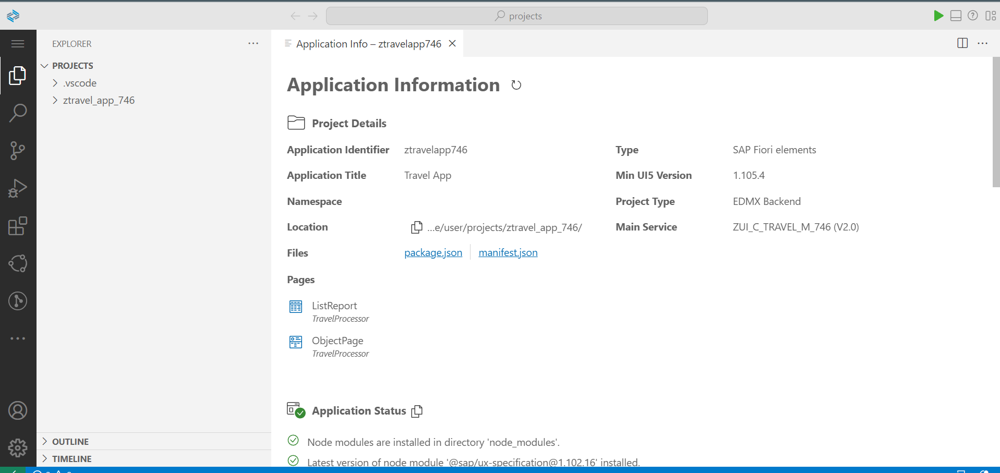 projects
EXPLORER
PROJECTS
.vscode
ztravel_app_746
OUTLINE
TIMELINE
Application Info – ztravelapp746
Application Information
Project Details
Application Identifier ztravelapp746 Type SAP Fiori elements
Application Title Travel App Min UI5 Version 1.105.4
Namespace Project Type EDMX Backend
Location ...e/user/projects/ztravel_app_746/ Main Service ZUI_C_TRAVEL_M_746 (V2.0)
Files package.json manifest.json
Pages
ListReport
TravelProcessor
ObjectPage
TravelProcessor
Application Status
Node modules are installed in directory 'node_modules'.
Latest version of node module '@sap/ux-specification@1.102.16' installed.